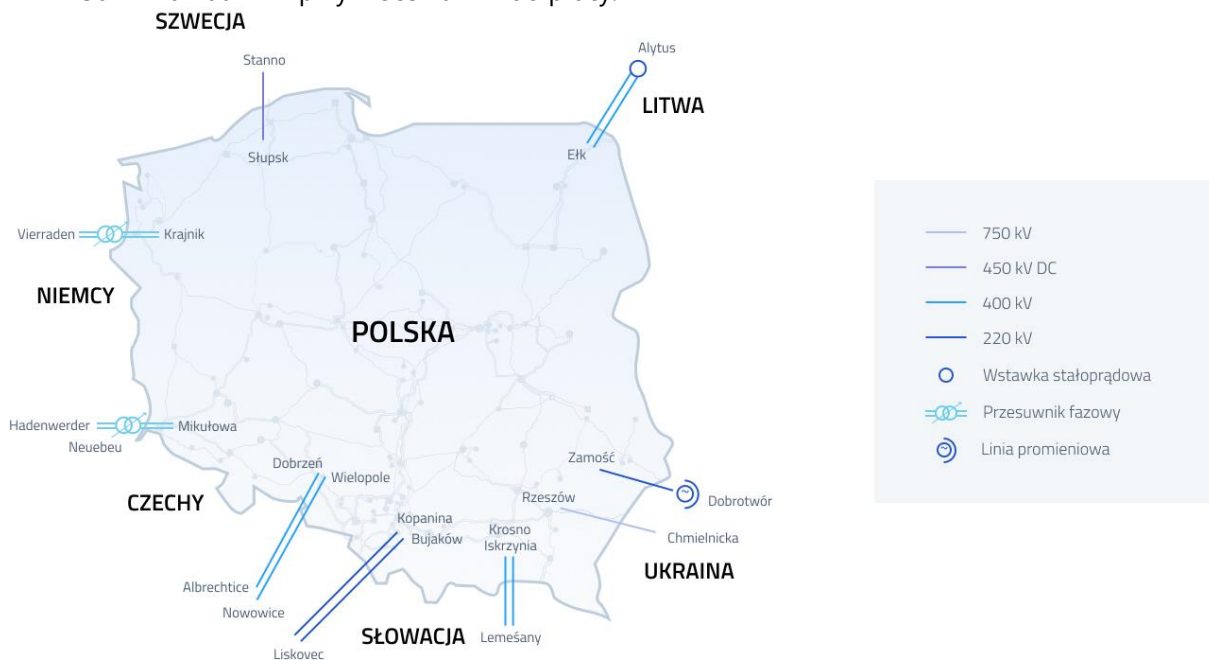 SZWECJA
Stanno
Alytus
LITWA
Ełk
Słupsk
Vierraden
Krajnik
NIEMCY
POLSKA
750 kV
450 kV DC
400 kV
220 kV
Wstawka stałoprądowa
Przesuwnik fazowy
Linia promieniowa
Hadenwerder
Neuebeu
Mikułowa
CZECHY
Dobrzeń
Wielopole
Zamość
Dobrotwór
Rzeszów
Chmielnicka
UKRAINA
Kopanina
Bujaków
Krosno
Iskrzynia
Albrechtice
Nowowice
SŁOWACJA
Lemeśany
Liskovec